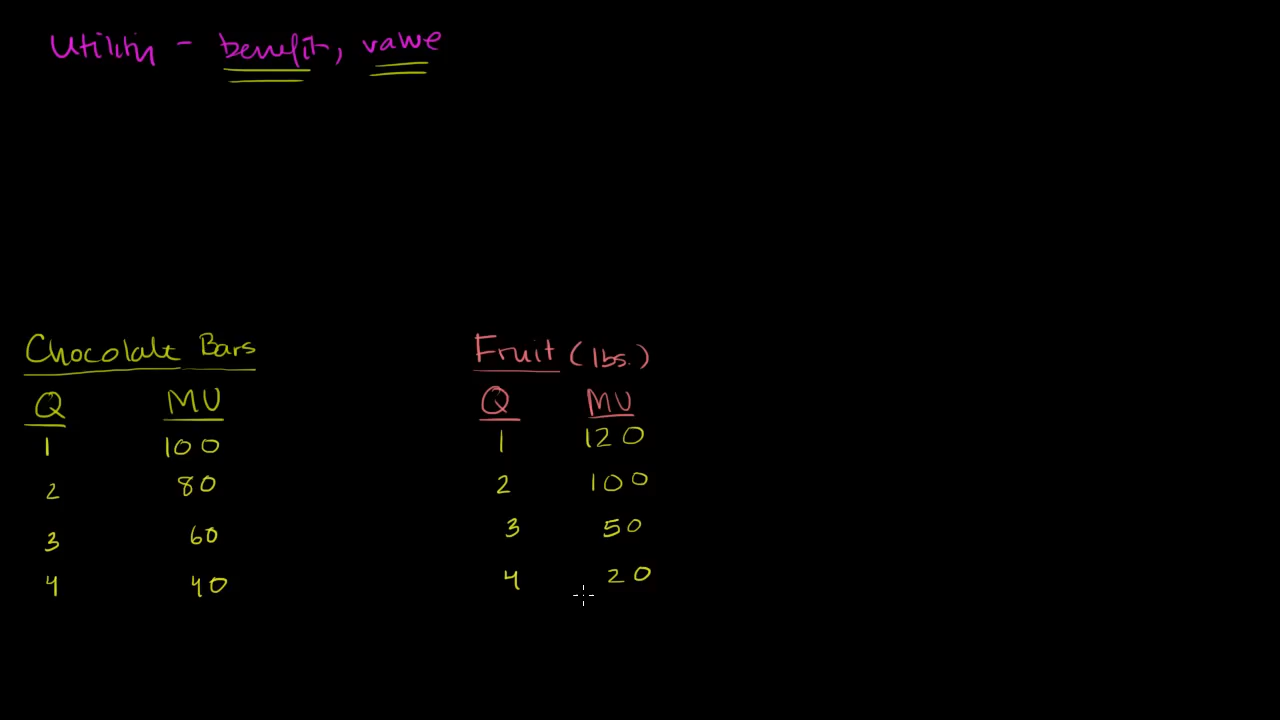 Utility - benefit, value
Chocolate Bars
Q MU
1 100
2 80
3 60
4 40
Fruit (lbs.)
Q MU
1 120
2 100
3 50
4 20